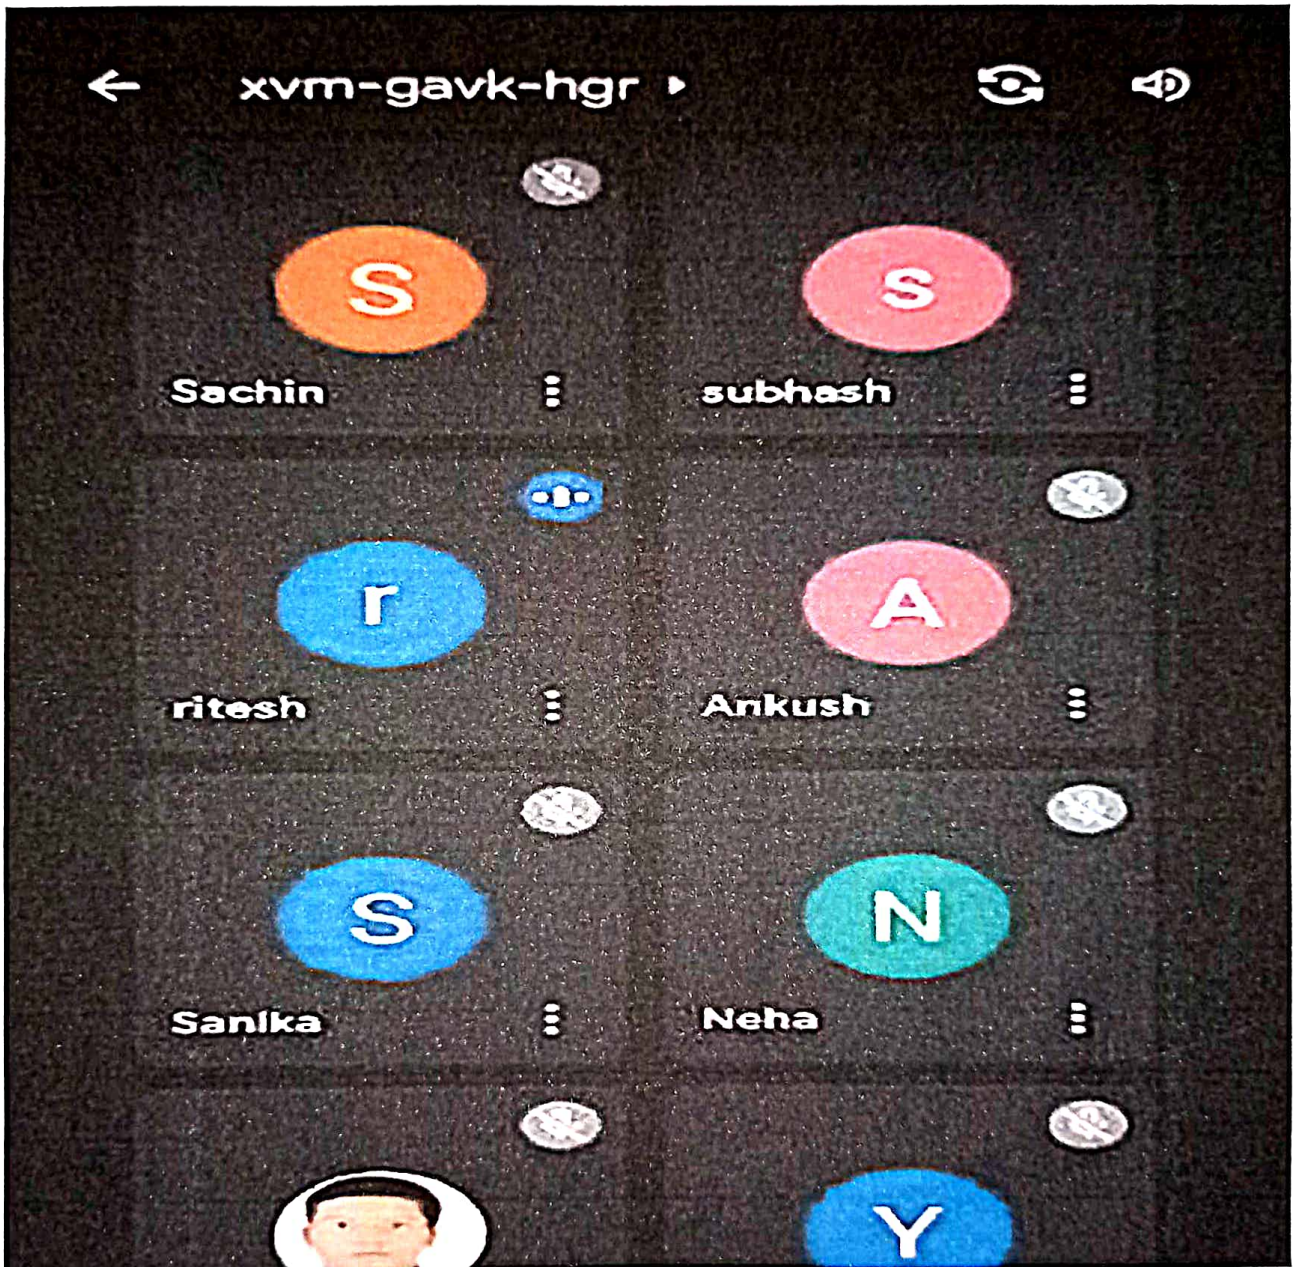 xvm-gavk-hgr
S
s
Sachin
subhash
r
A
ritesh
Ankush
S
N
Sanika
Neha
Y